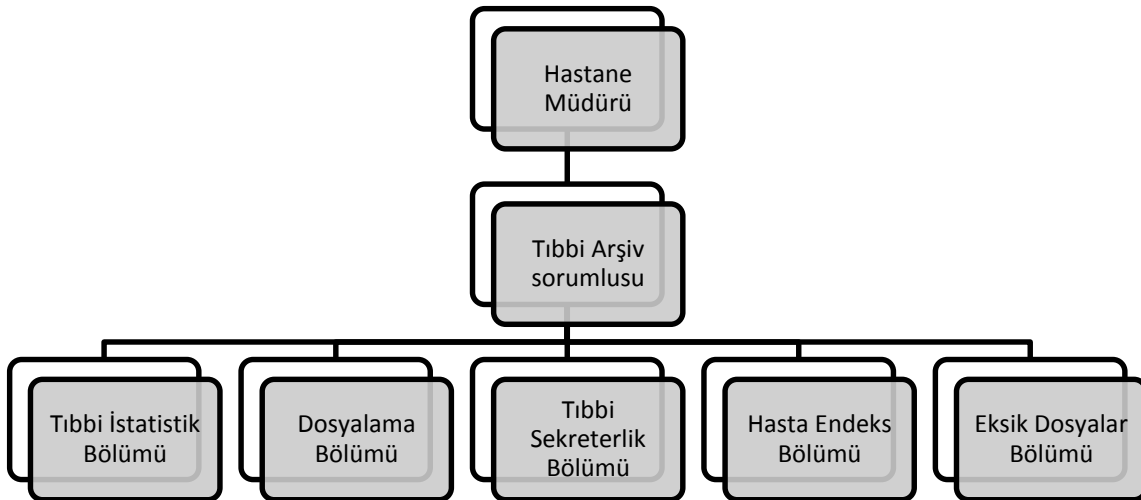 Hastane
Müdürü
Tıbbi Arşiv
sorumlusu
Tıbbi İstatistik
Bölümü
Dosyalama
Bölümü
Tıbbi
Sekreterlik
Bölümü
Hasta Endeks
Bölümü
Eksik Dosyalar
Bölümü